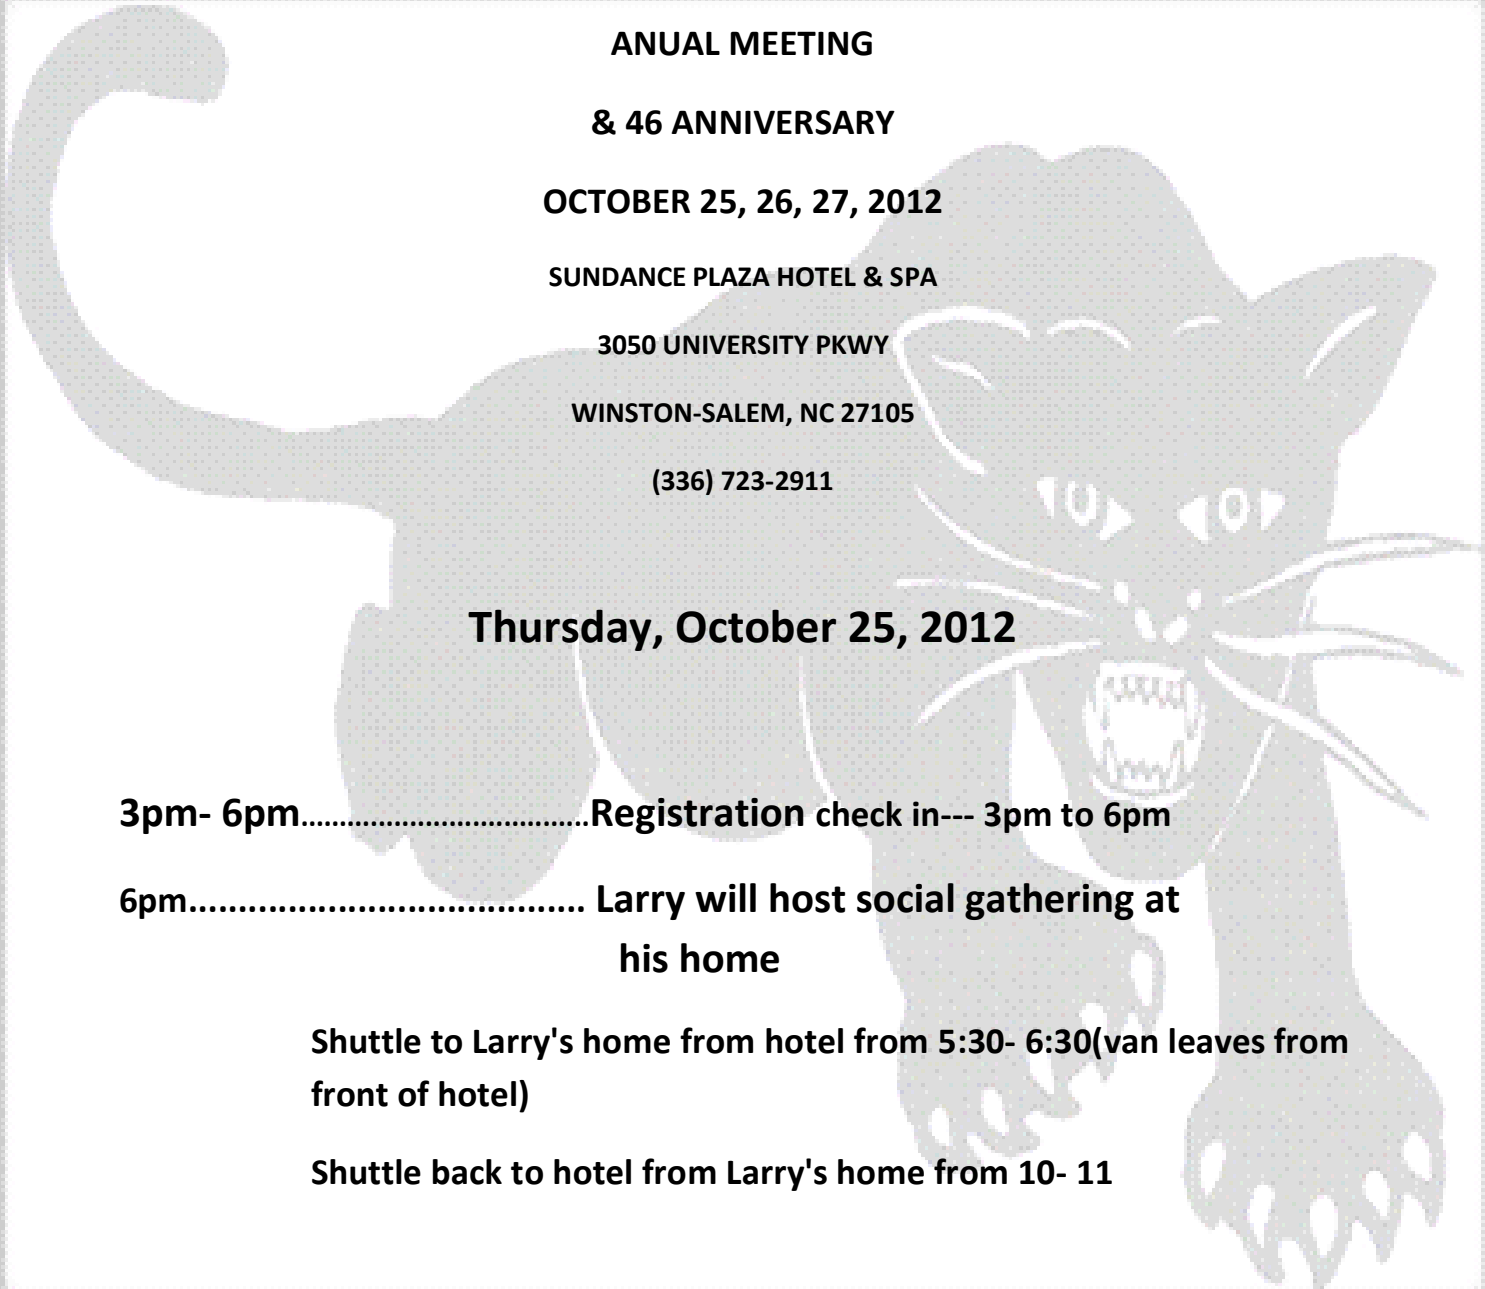 ANUAL MEETING
& 46 ANNIVERSARY
OCTOBER 25, 26, 27, 2012
SUNDANCE PLAZA HOTEL & SPA
3050 UNIVERSITY PKWY
WINSTON-SALEM, NC 27105
(336) 723-2911
Thursday, October 25, 2012
3pm- 6pm.....................................Registration check in--- 3pm to 6pm
6pm........................................ Larry will host social gathering at
his home
Shuttle to Larry's home from hotel from 5:30- 6:30(van leaves from
front of hotel)
Shuttle back to hotel from Larry's home from 10- 11